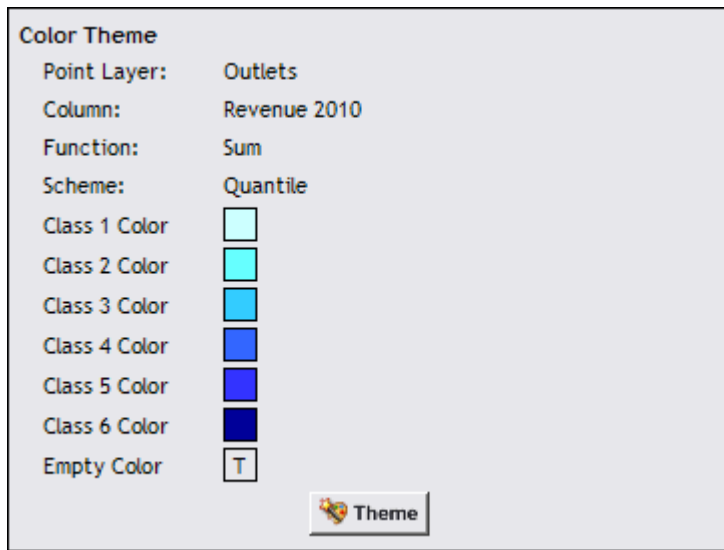 Color Theme
Point Layer: Outlets
Column: Revenue 2010
Function: Sum
Scheme: Quantile
Class 1 Color
Class 2 Color
Class 3 Color
Class 4 Color
Class 5 Color
Class 6 Color
Empty Color T
Theme